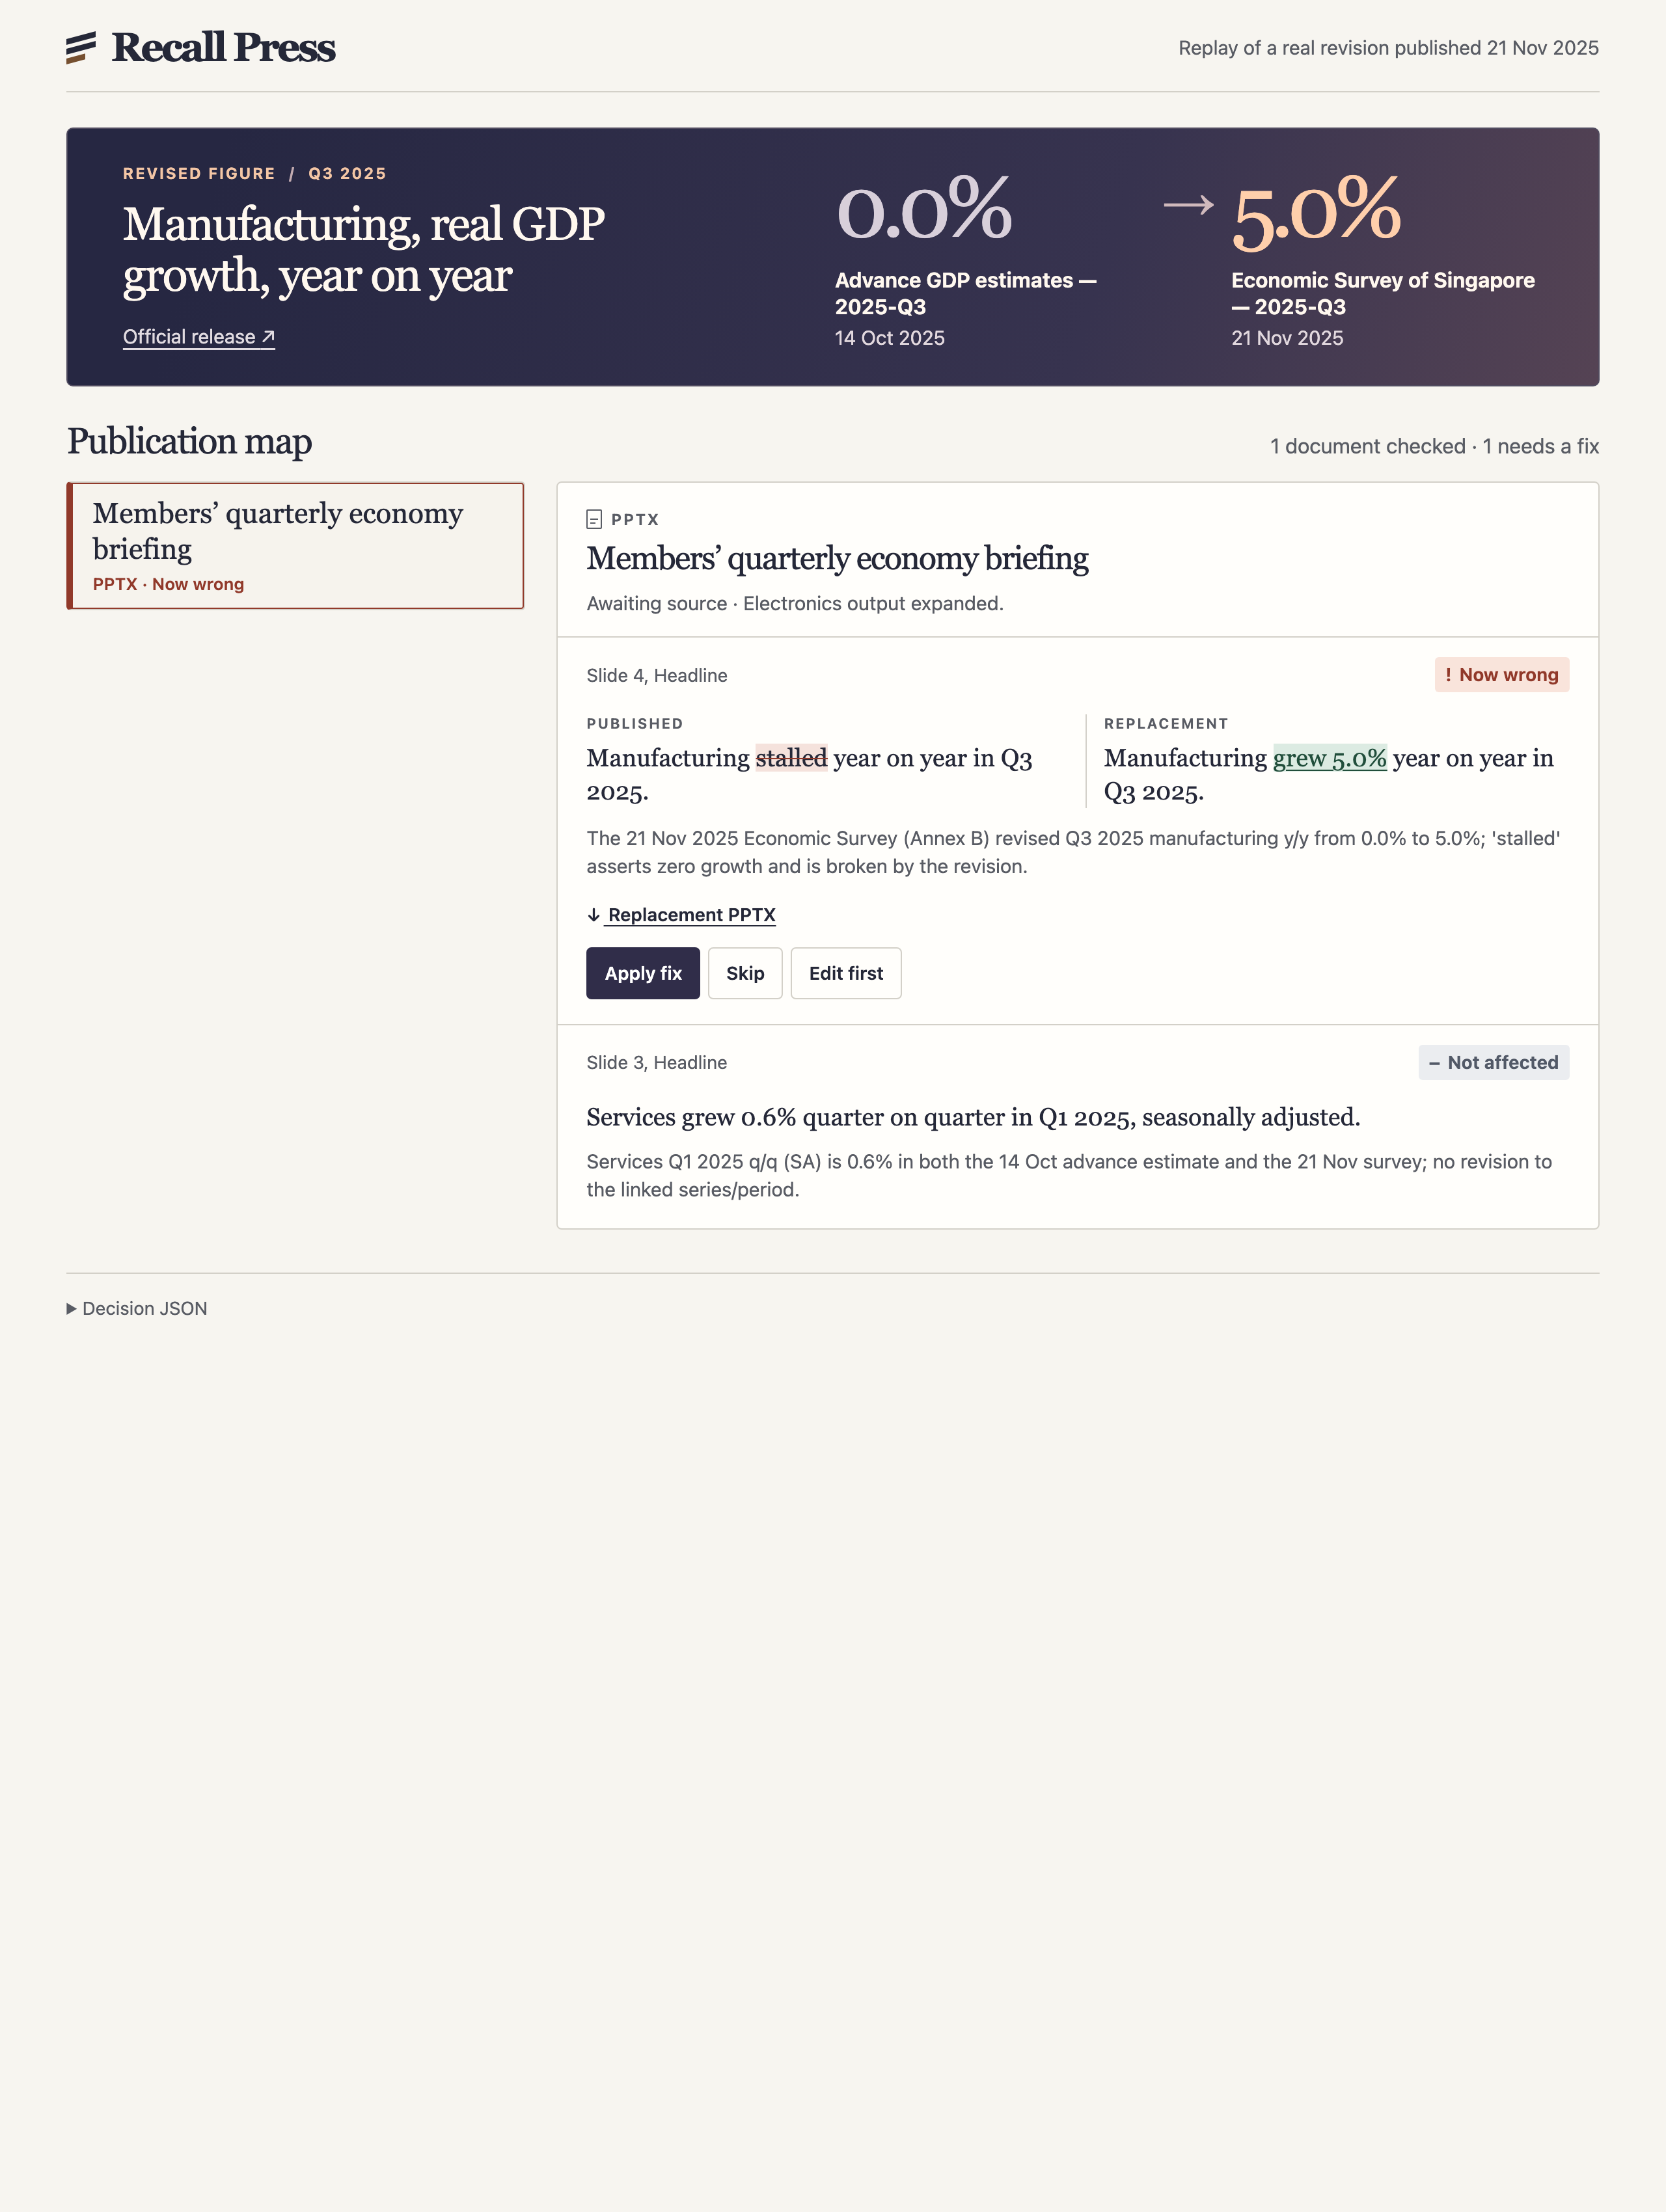 Recall Press
Replay of a real revision published 21 Nov 2025
REVISED FIGURE / Q3 2025
Manufacturing, real GDP
growth, year on year
Official release ↗
0.0%
Advance GDP estimates —
2025-Q3
14 Oct 2025
→
5.0%
Economic Survey of Singapore
— 2025-Q3
21 Nov 2025
Publication map
1 document checked · 1 needs a fix
Members’ quarterly economy
briefing
PPTX · Now wrong
PPTX
Members’ quarterly economy briefing
Awaiting source · Electronics output expanded.
Slide 4, Headline
! Now wrong
PUBLISHED
Manufacturing stalled year on year in Q3
2025.
REPLACEMENT
Manufacturing grew 5.0% year on year in
Q3 2025.
The 21 Nov 2025 Economic Survey (Annex B) revised Q3 2025 manufacturing y/y from 0.0% to 5.0%; 'stalled'
asserts zero growth and is broken by the revision.
↓ Replacement PPTX
Apply fix
Skip
Edit first
Slide 3, Headline
– Not affected
Services grew 0.6% quarter on quarter in Q1 2025, seasonally adjusted.
Services Q1 2025 q/q (SA) is 0.6% in both the 14 Oct advance estimate and the 21 Nov survey; no revision to
the linked series/period.
▶ Decision JSON